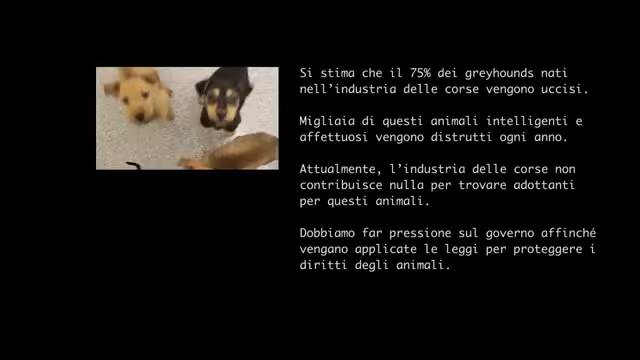 Si stima che il 75% dei greyhounds nati
nell'industria delle corse vengono uccisi.
Migliaia di questi animali intelligenti e
affettuosi vengono distrutti ogni anno.
Attualmente, l'industria delle corse non
contribuisce nulla per trovare adottanti
per questi animali.
Dobbiamo far pressione sul governo affinché
vengano applicate le leggi per proteggere i
diritti degli animali.